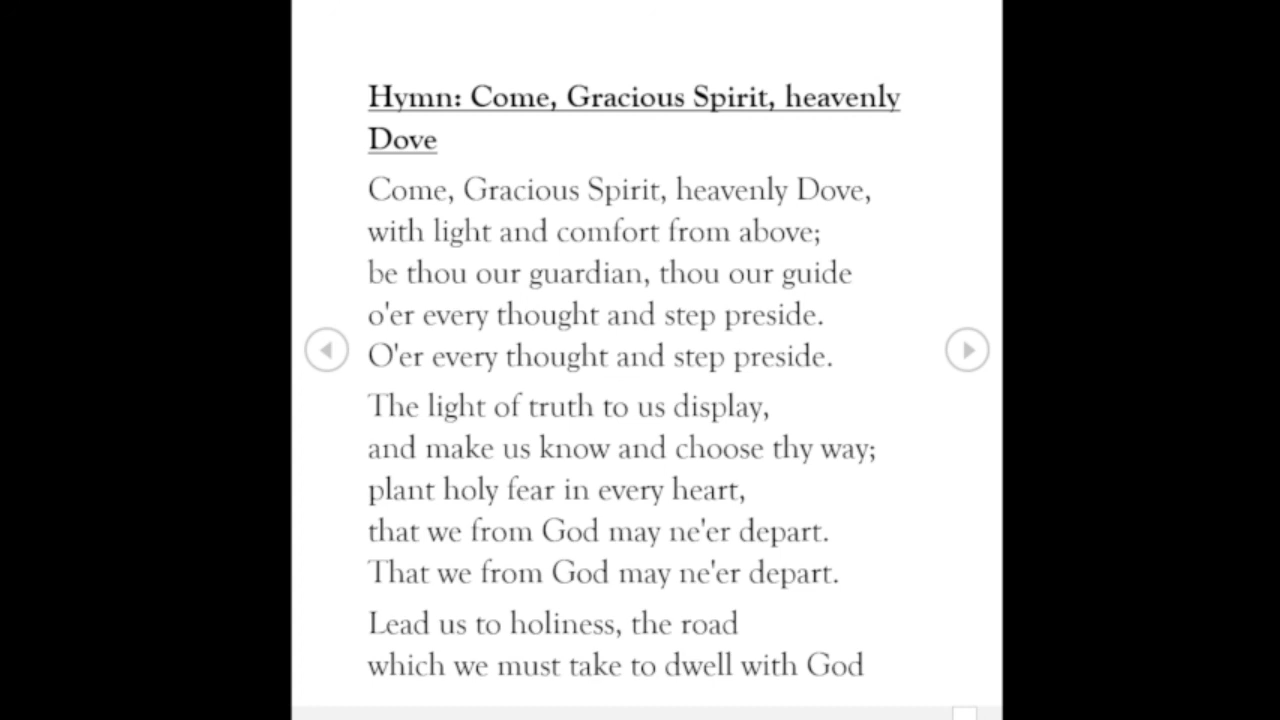 Hymn: Come, Gracious Spirit, heavenly
Dove
Come, Gracious Spirit, heavenly Dove,
with light and comfort from above;
be thou our guardian, thou our guide
o'er every thought and step preside.
O'er every thought and step preside.
The light of truth to us display,
and make us know and choose thy way;
plant holy fear in every heart,
that we from God may ne'er depart.
That we from God may ne'er depart.
Lead us to holiness, the road
which we must take to dwell with God